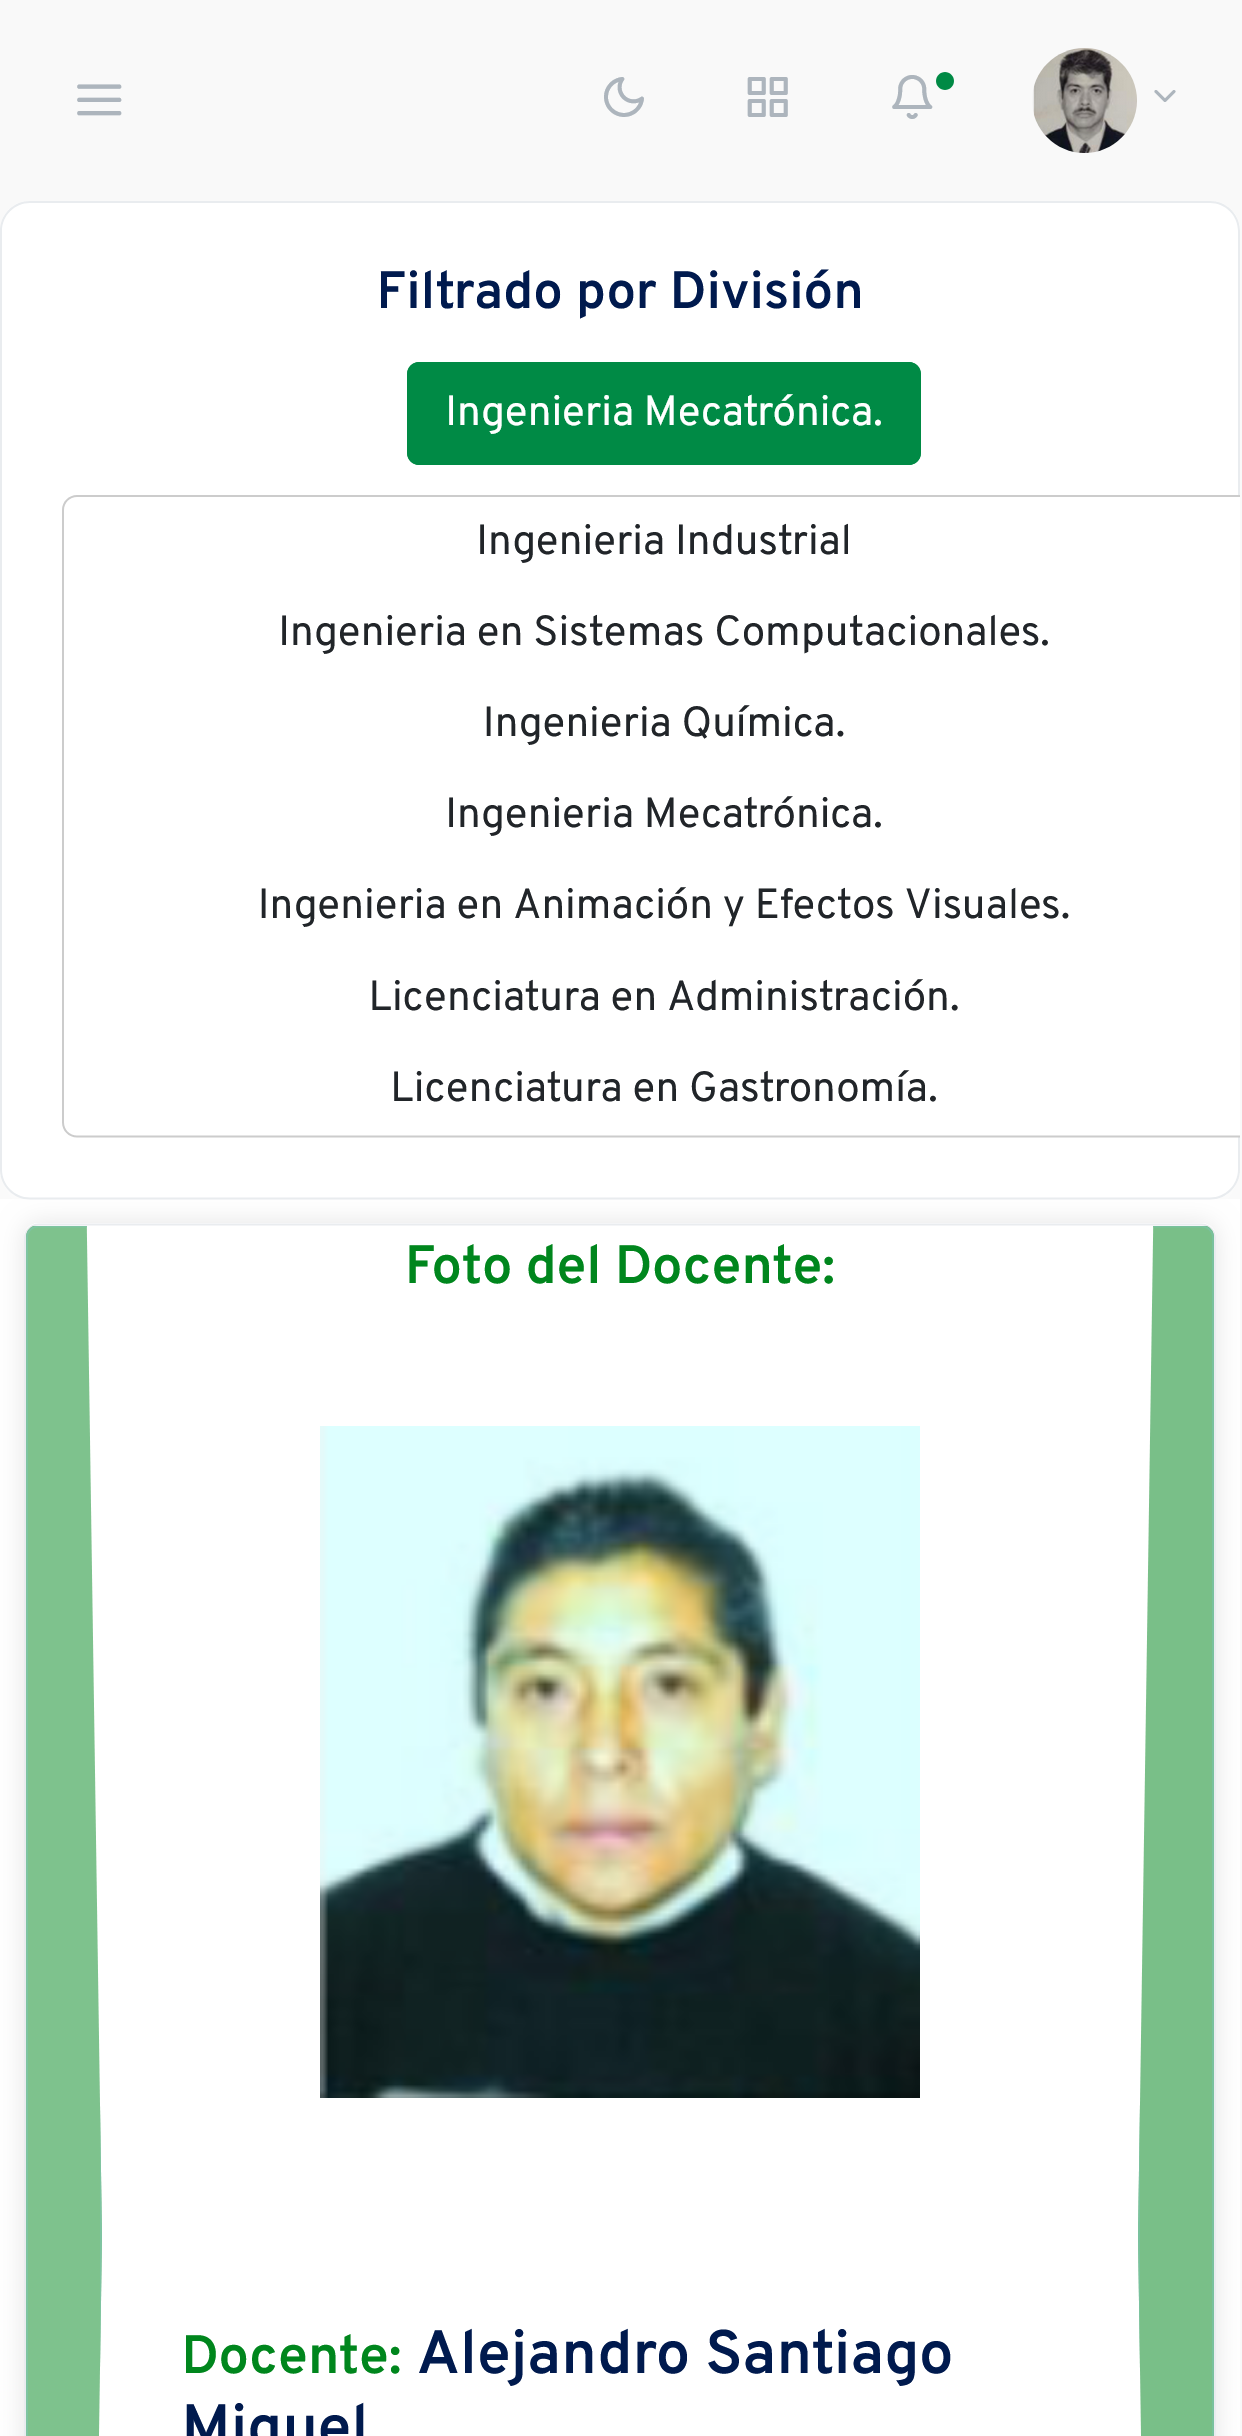 Filtrado por División
Ingenieria Mecatrónica.
Ingenieria Industrial
Ingenieria en Sistemas Computacionales.
Ingenieria Química.
Ingenieria Mecatrónica.
Ingenieria en Animación y Efectos Visuales.
Licenciatura en Administración.
Licenciatura en Gastronomía.
Foto del Docente:
Docente: Alejandro Santiago
Miguel